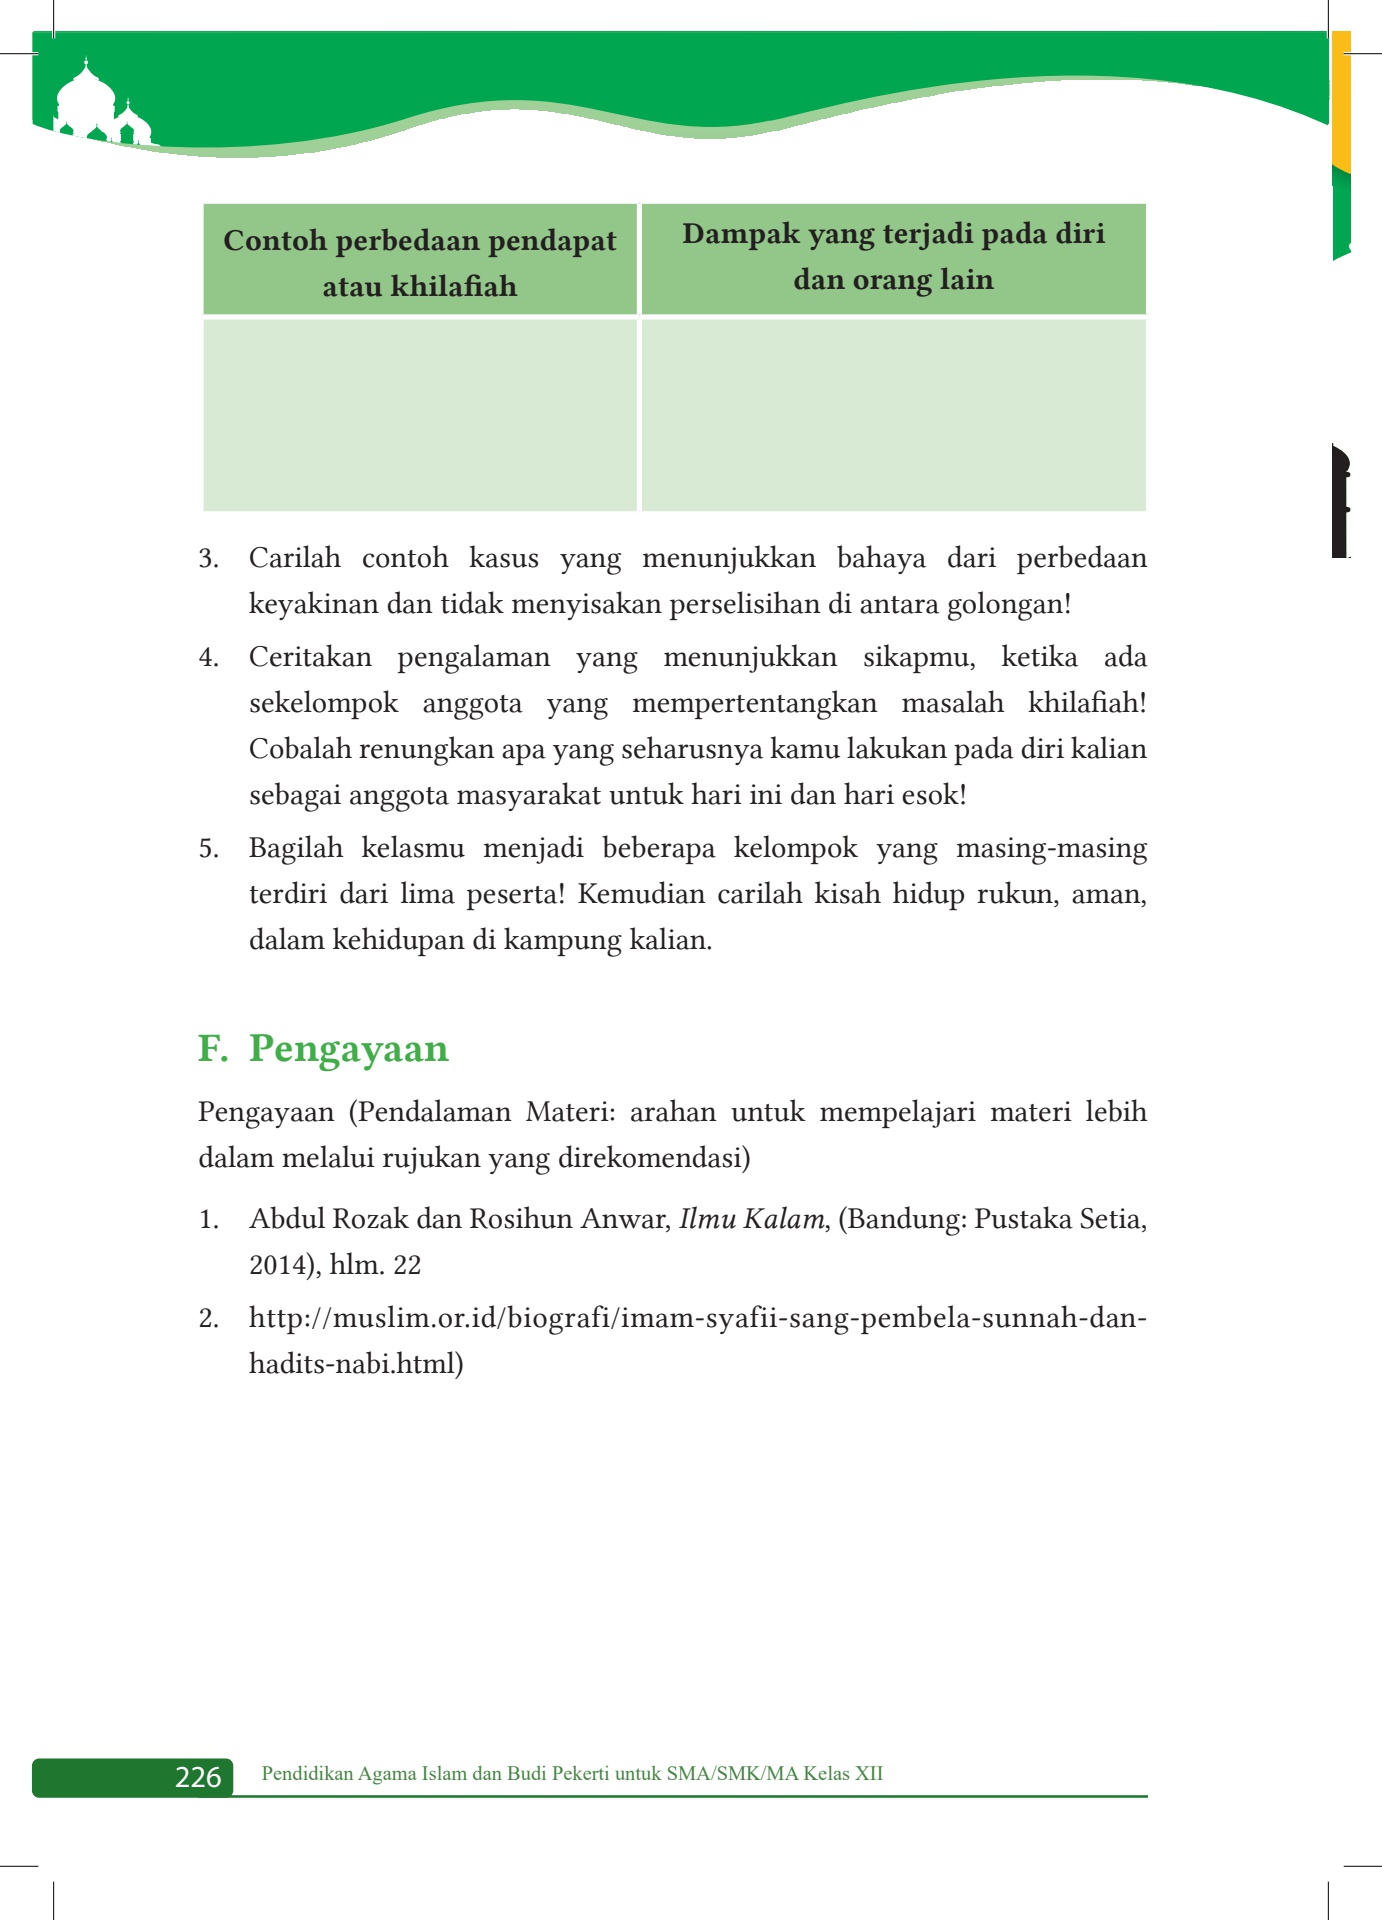 Contoh perbedaan pendapat
atau khilafiah
Dampak yang terjadi pada diri
dan orang lain
3. Carilah contoh kasus yang menunjukkan bahaya dari perbedaan
keyakinan dan tidak menyisakan perselisihan di antara golongan!
4. Ceritakan pengalaman yang menunjukkan sikapmu, ketika ada
sekelompok anggota yang mempertentangkan masalah khilafiah!
Cobalah renungkan apa yang seharusnya kamu lakukan pada diri kalian
sebagai anggota masyarakat untuk hari ini dan hari esok!
5. Bagilah kelasmu menjadi beberapa kelompok yang masing-masing
terdiri dari lima peserta! Kemudian carilah kisah hidup rukun, aman,
dalam kehidupan di kampung kalian.
F. Pengayaan
Pengayaan (Pendalaman Materi: arahan untuk mempelajari materi lebih
dalam melalui rujukan yang direkomendasi)
1. Abdul Rozak dan Rosihun Anwar, Ilmu Kalam, (Bandung: Pustaka Setia,
2014), hlm. 22
2. http://muslim.or.id/biografi/imam-syafii-sang-pembela-sunnah-dan-
hadits-nabi.html)
226 Pendidikan Agama Islam dan Budi Pekerti untuk SMA/SMK/MA Kelas XII